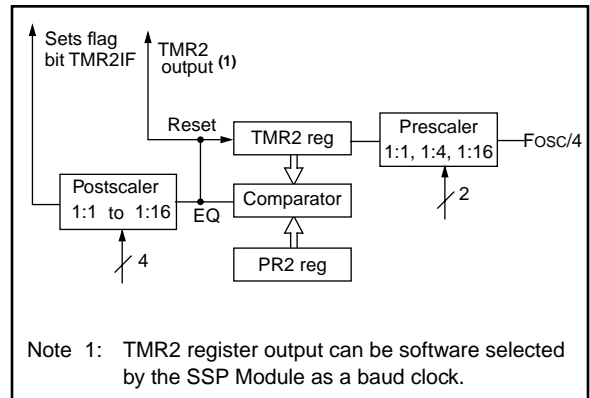 Sets flag
bit TMR2IF
TMR2
output (1)
Reset
TMR2 reg
Prescaler
1:1, 1:4, 1:16
FOSC/4
2
Postscaler
1:1 to 1:16
EQ
Comparator
4
PR2 reg
Note 1: TMR2 register output can be software selected
by the SSP Module as a baud clock.